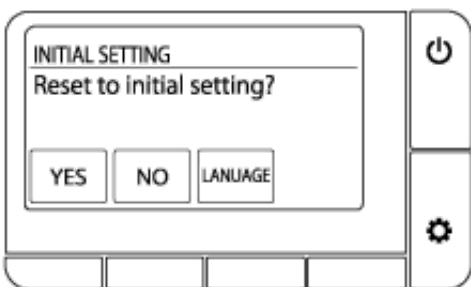 INITIAL SETTING
Reset to initial setting?
YES NO LANUAGE